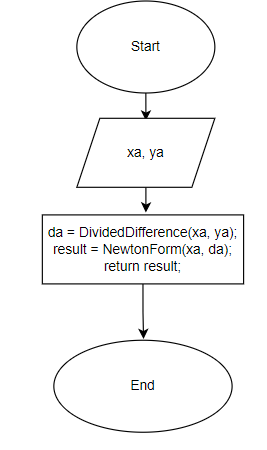 Start
xa, ya
da = DividedDifference(xa, ya);
result = NewtonForm(xa, da);
return result;
End